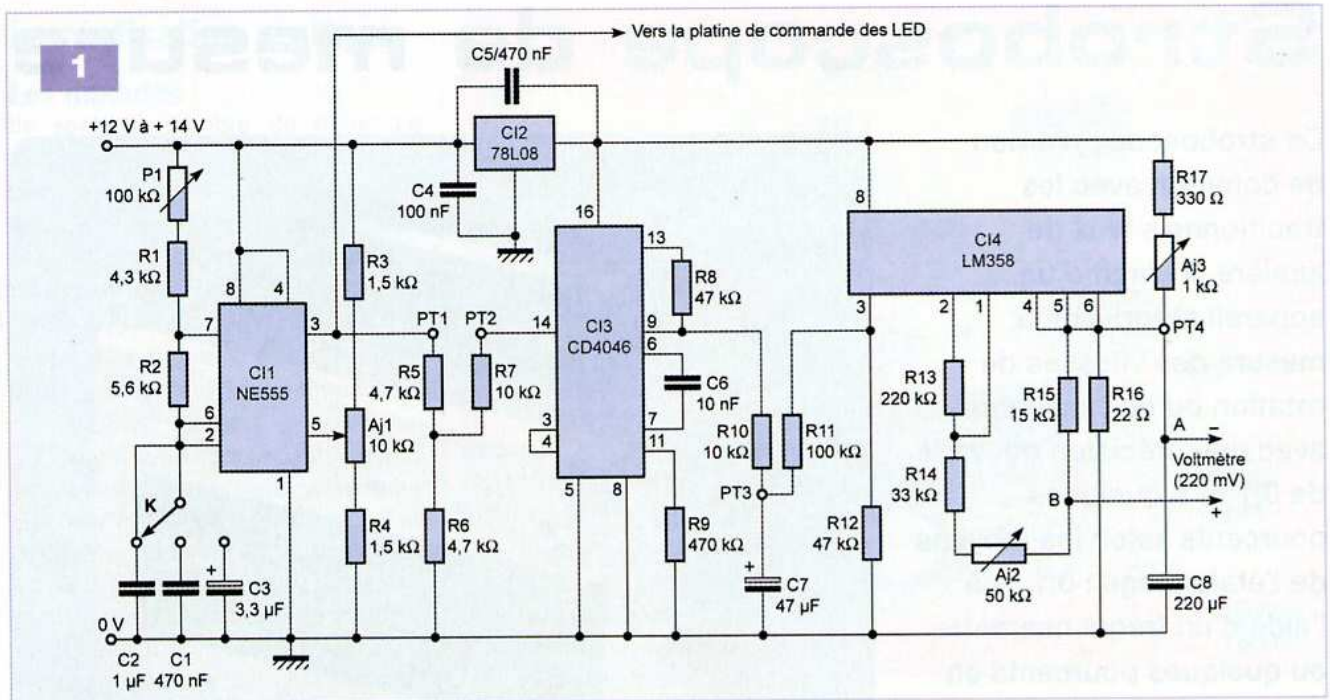 Vers la platine de commande des LED
C5/470 nF
1
+12 V à + 14 V
CI2
78L08
P1
100 kΩ
C4
100 nF
R17
330 Ω
16
8
13
CI4
LM358
R1
4,3 kΩ
R3
1,5 kΩ
R8
47 kΩ
Aj3
1 kΩ
8
4
3
2
1
4
5
6
PT1
PT2
14
9
PT4
7
3
CI3
CD4046
6
CI1
NE555
R5
4,7 kΩ
R7
10 kΩ
C6
10 nF
R13
220 kΩ
R15
15 kΩ
R16
22 Ω
R2
5,6 kΩ
6
2
5
Aj1
10 kΩ
3
4
7
11
R10
10 kΩ
R11
100 kΩ
A
−
Voltmètre
(220 mV)
+
B
1
5
8
PT3
R14
33 kΩ
K
R4
1,5 kΩ
R6
4,7 kΩ
R9
470 kΩ
R12
47 kΩ
+
C3
3,3 µF
+
C7
47 µF
Aj2
50 kΩ
C8
220 µF
0 V
C2
1 µF
C1
470 nF